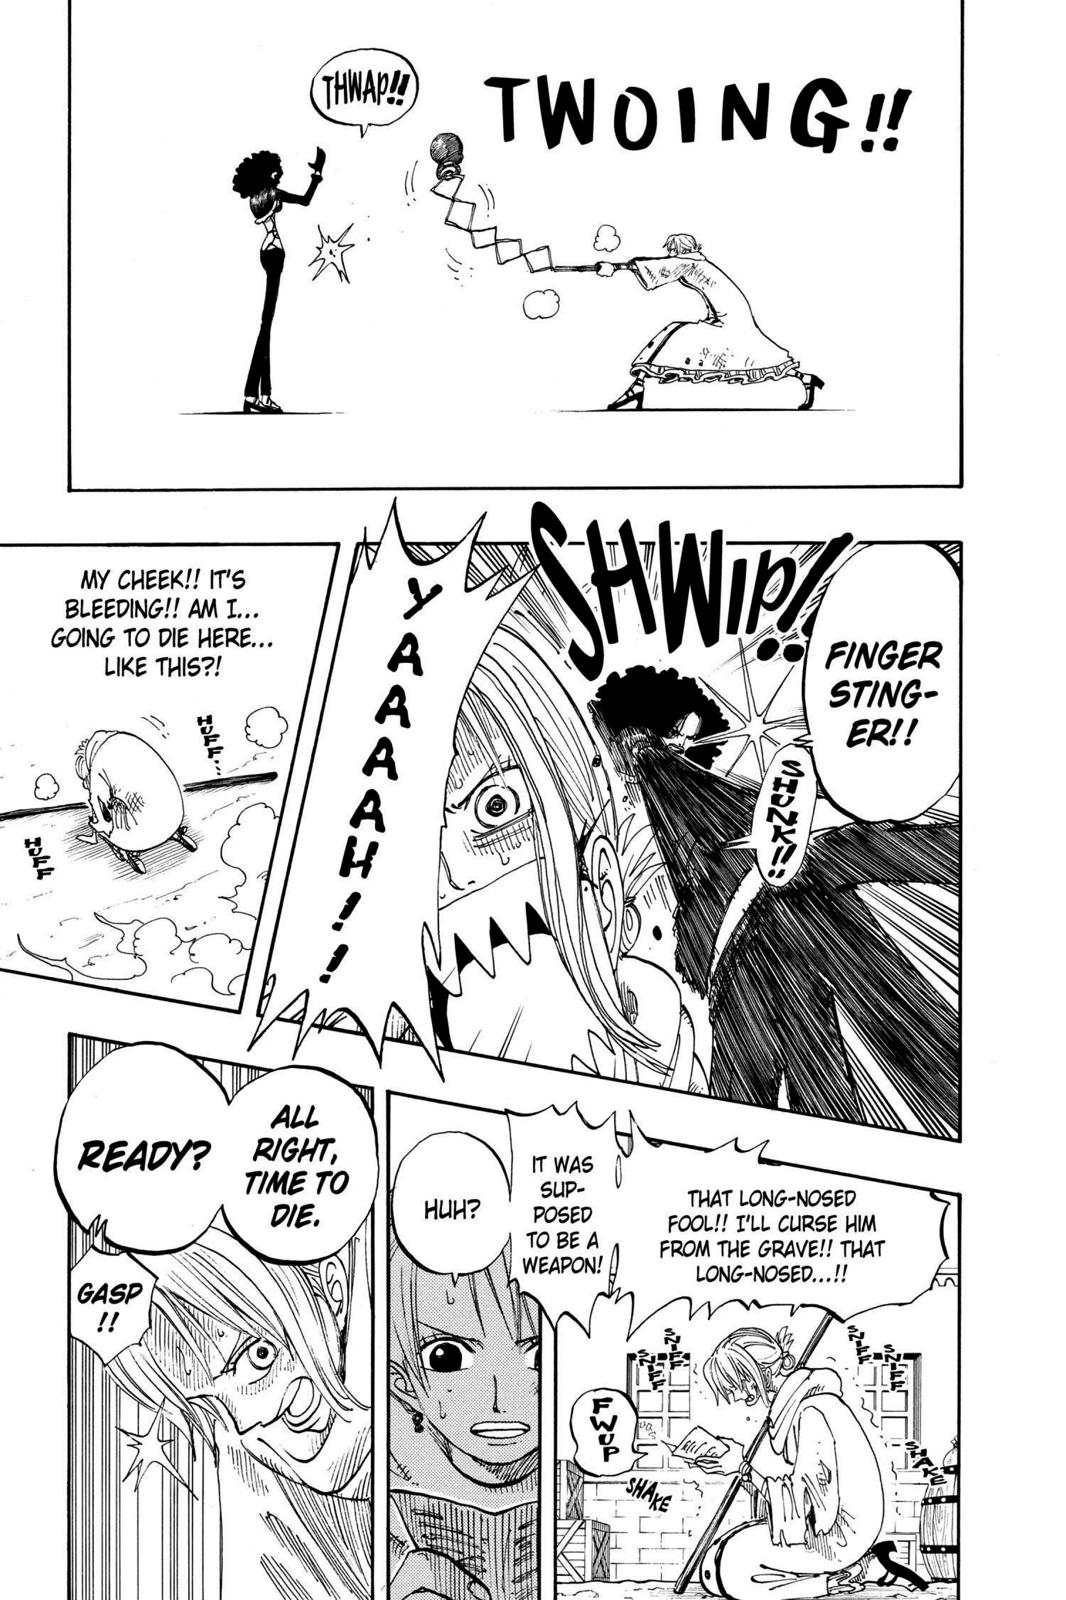 TWOING!!
THWAP!!
FINGER
STING-
ER!!
SHWIP!!
SHUNK!!
YAAAAH!!
MY CHEEK!! IT'S
BLEEDING!! AM I...
GOING TO DIE HERE...
LIKE THIS?!
HUFF...
HUFF
THAT LONG-NOSED
FOOL!! I'LL CURSE HIM
FROM THE GRAVE!! THAT
LONG-NOSED...!!
IT WAS
SUP-
POSED
TO BE A
WEAPON!
SNIFF
SNIFF
SNIFF
SNIFF
FWUP
SHAKE
SHAKE
HUH?
ALL
RIGHT,
TIME TO
DIE.
READY?
GASP
!!